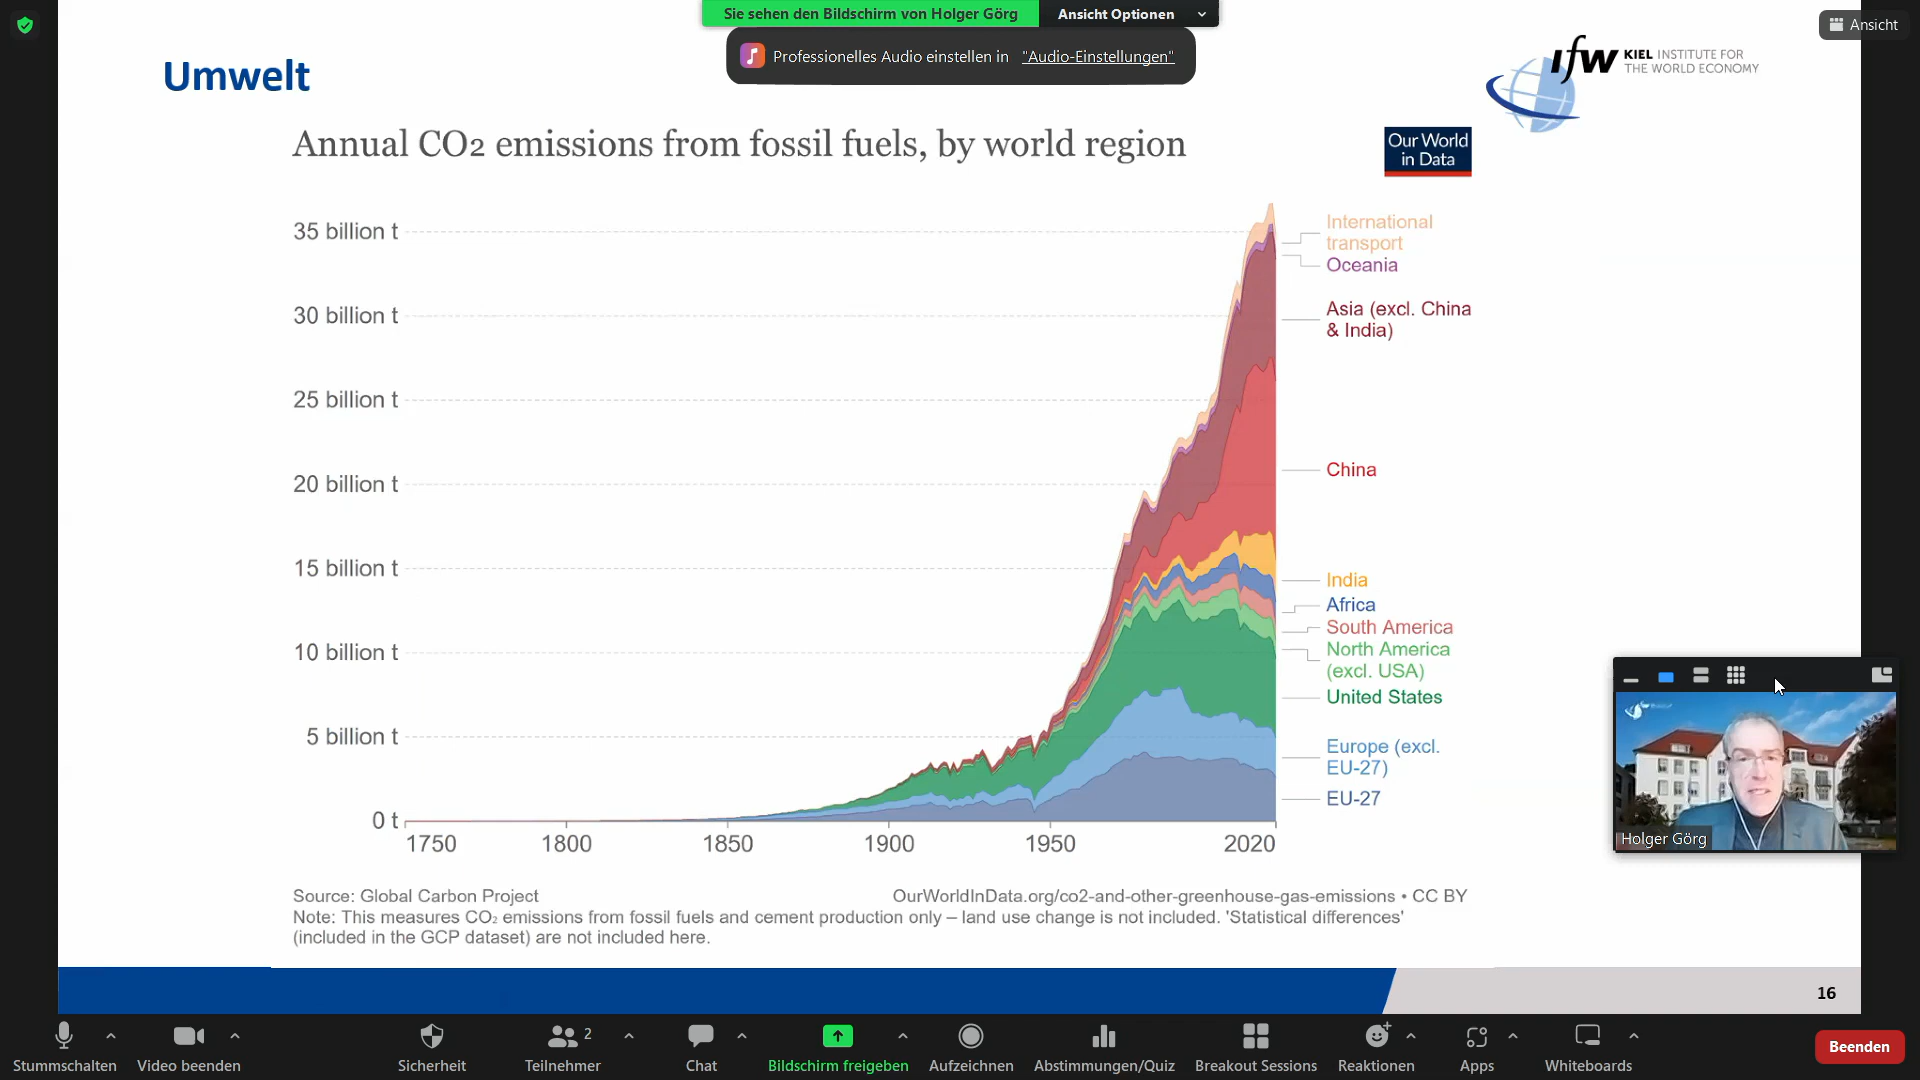 Sie sehen den Bildschirm von Holger Görg
Ansicht Optionen
Ansicht
Professionelles Audio einstellen in "Audio-Einstellungen"
Umwelt
ifw KIEL INSTITUTE FOR
THE WORLD ECONOMY
Annual CO₂ emissions from fossil fuels, by world region
Our World
in Data
35 billion t
30 billion t
25 billion t
20 billion t
15 billion t
10 billion t
5 billion t
0 t
1750
1800
1850
1900
1950
2020
International
transport
Oceania
Asia (excl. China
& India)
China
India
Africa
South America
North America
(excl. USA)
United States
Europe (excl.
EU-27)
EU-27
Holger Görg
Source: Global Carbon Project
OurWorldInData.org/co2-and-other-greenhouse-gas-emissions • CC BY
Note: This measures CO₂ emissions from fossil fuels and cement production only – land use change is not included. 'Statistical differences'
(included in the GCP dataset) are not included here.
16
Stummschalten
Video beenden
Sicherheit
Teilnehmer
2
Chat
Bildschirm freigeben
Aufzeichnen
Abstimmungen/Quiz
Breakout Sessions
Reaktionen
Apps
Whiteboards
Beenden